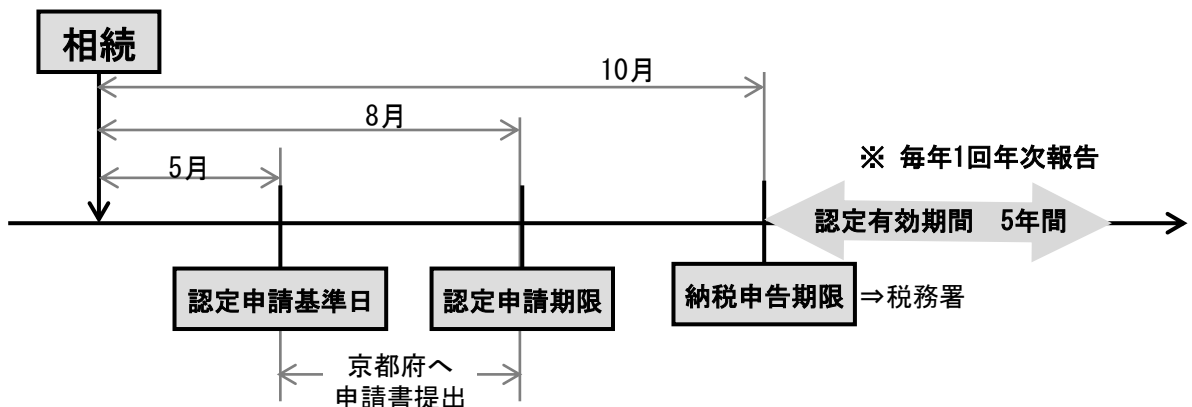 相続
10月
8月
5月
※ 毎年1回年次報告
認定有効期間 5年間
認定申請基準日
認定申請期限
納税申告期限
⇒税務署
京都府へ
申請書提出